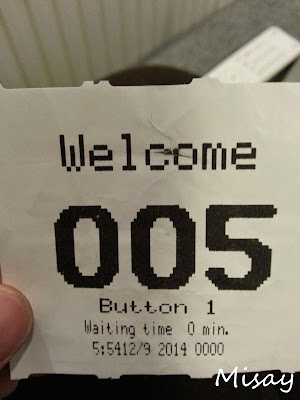 Welcome
005
Button 1
Waiting time 0 min.
5:5412/9 2014 0000
Misay